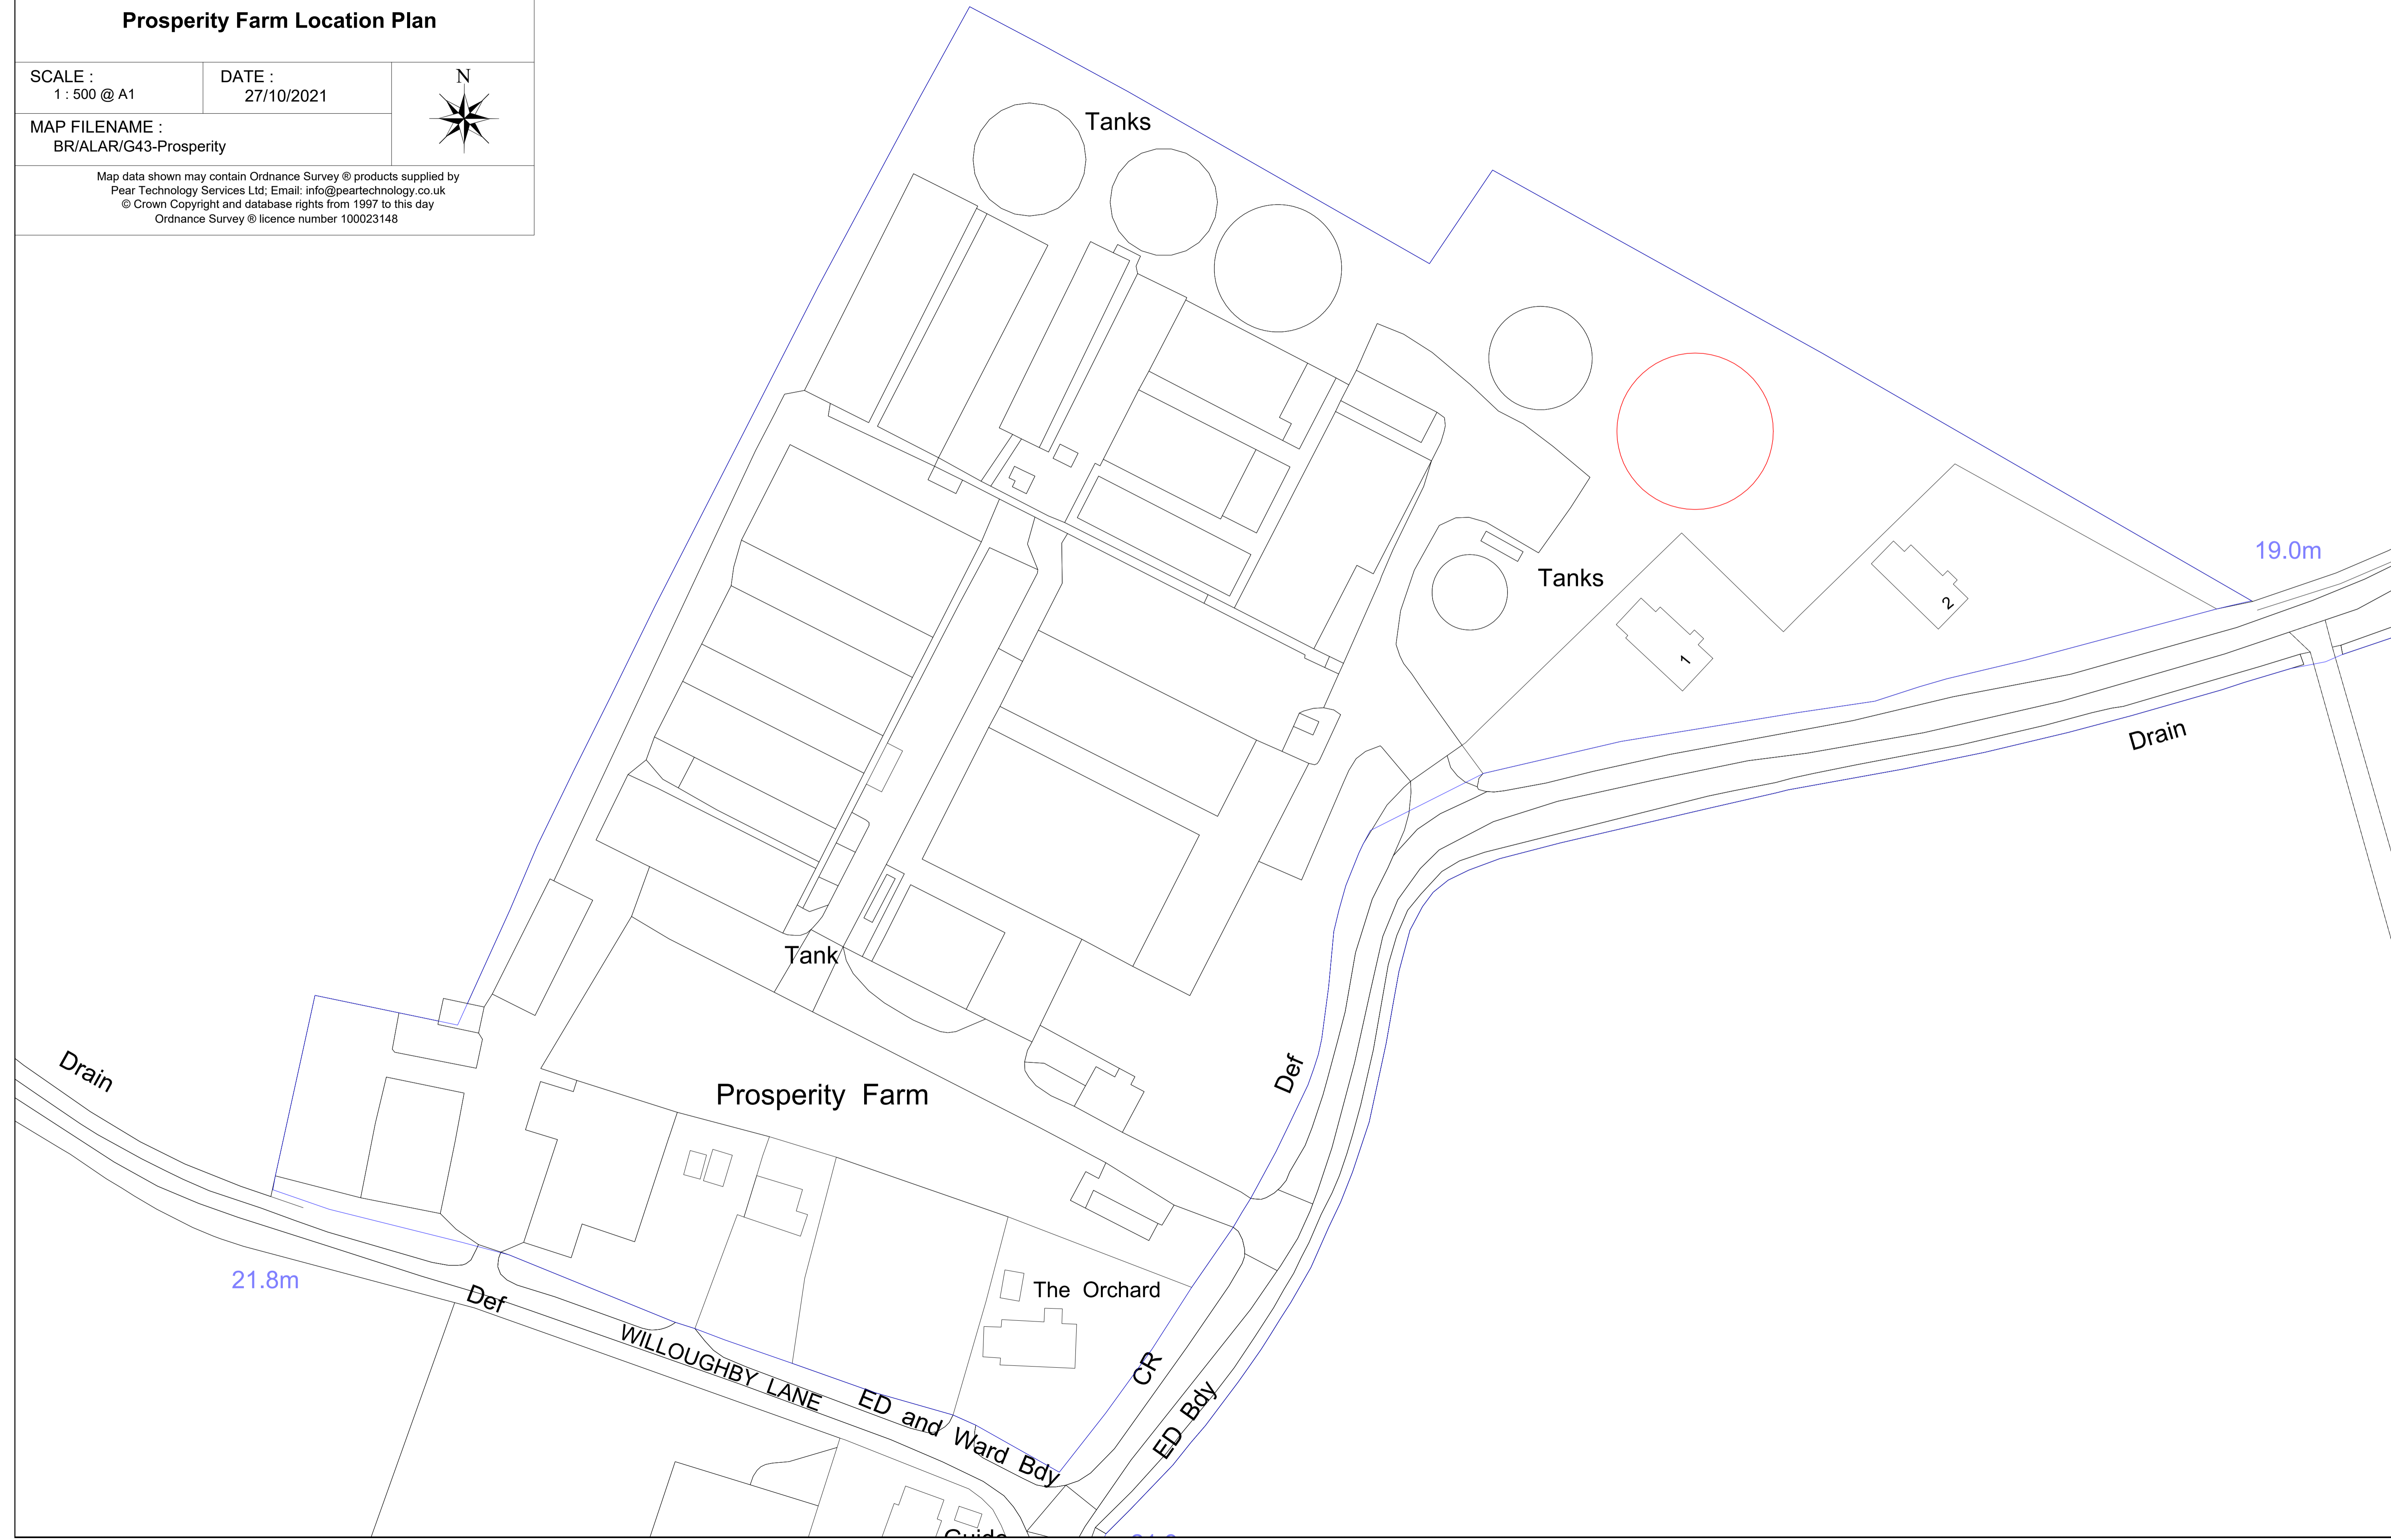 Prosperity Farm Location Plan
SCALE :
1 : 500 @ A1
DATE :
27/10/2021
N
MAP FILENAME :
BR/ALAR/G43-Prosperity
Map data shown may contain Ordnance Survey ® products supplied by
Pear Technology Services Ltd; Email: info@peartechnology.co.uk
© Crown Copyright and database rights from 1997 to this day
Ordnance Survey ® licence number 100023148
Tanks
19.0m
Tanks
2
1
Drain
Tank
Drain
Def
Prosperity Farm
21.8m
Def
The Orchard
WILLOUGHBY LANE
CR
ED and Ward Bdy
ED Bdy